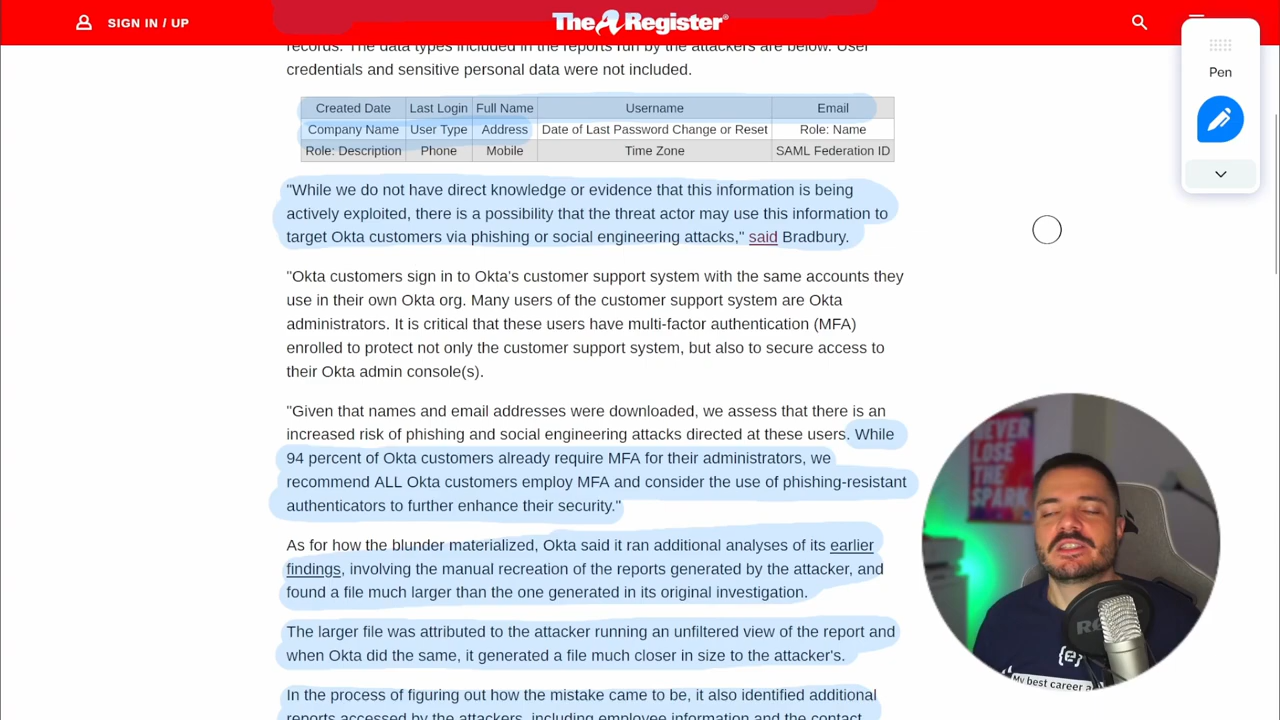 SIGN IN / UP
The Register®
records. The data types included in the reports run by the attackers are below. User
credentials and sensitive personal data were not included.
Pen
Created Date Last Login Full Name Username Email
Company Name User Type Address Date of Last Password Change or Reset Role: Name
Role: Description Phone Mobile Time Zone SAML Federation ID
"While we do not have direct knowledge or evidence that this information is being
actively exploited, there is a possibility that the threat actor may use this information to
target Okta customers via phishing or social engineering attacks," said Bradbury.
"Okta customers sign in to Okta's customer support system with the same accounts they
use in their own Okta org. Many users of the customer support system are Okta
administrators. It is critical that these users have multi-factor authentication (MFA)
enrolled to protect not only the customer support system, but also to secure access to
their Okta admin console(s).
"Given that names and email addresses were downloaded, we assess that there is an
increased risk of phishing and social engineering attacks directed at these users. While
94 percent of Okta customers already require MFA for their administrators, we
recommend ALL Okta customers employ MFA and consider the use of phishing-resistant
authenticators to further enhance their security."
As for how the blunder materialized, Okta said it ran additional analyses of its earlier
findings, involving the manual recreation of the reports generated by the attacker, and
found a file much larger than the one generated in its original investigation.
The larger file was attributed to the attacker running an unfiltered view of the report and
when Okta did the same, it generated a file much closer in size to the attacker's.
In the process of figuring out how the mistake came to be, it also identified additional
reports accessed by the attackers, including employee information and the contact
NEVER
LOSE
THE
SPARK
{e}
"My best career a